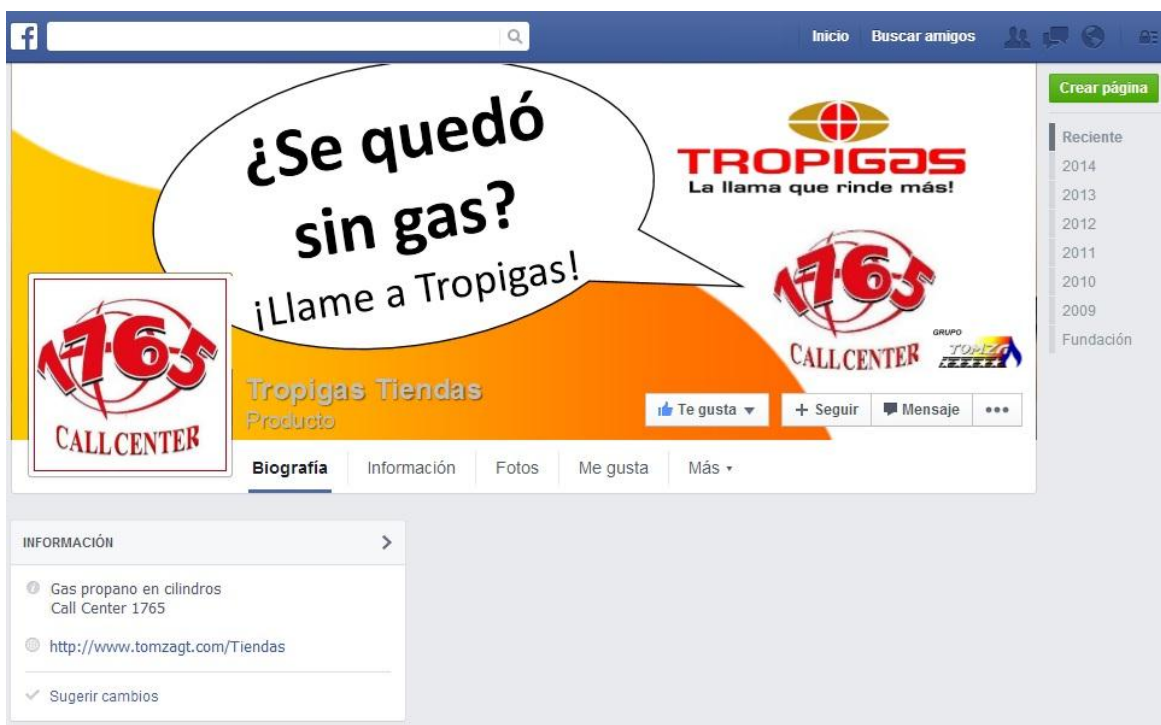 f
Inicio Buscar amigos
¿Se quedó
sin gas?
¡Llame a Tropigas!
TROPIGAS
La llama que rinde más!
1765
CALL CENTER
GRUPO
TOMZA
1765
CALL CENTER
Tropigas Tiendas
Producto
Te gusta
+ Seguir
Mensaje
Biografía Información Fotos Me gusta Más
Crear página
Reciente
2014
2013
2012
2011
2010
2009
Fundación
INFORMACIÓN
Gas propano en cilindros
Call Center 1765
http://www.tomzagt.com/Tiendas
Sugerir cambios